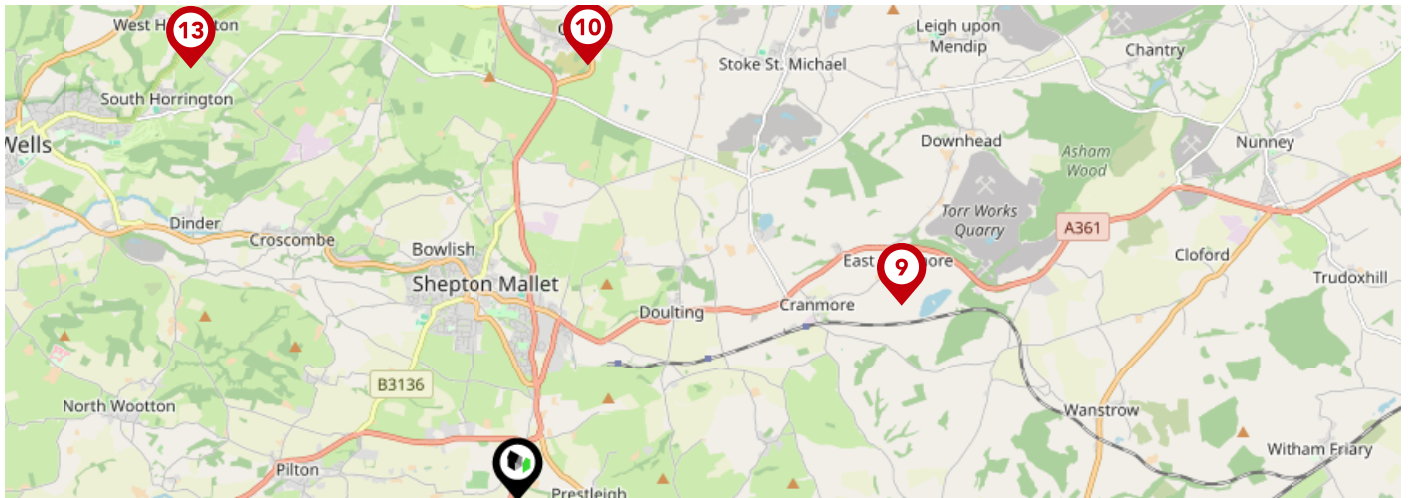 13
10
Leigh upon
Mendip
Chantry
Stoke St. Michael
South Horrington
Wells
Downhead
Nunney
Asham
Wood
Torr Works
Quarry
Dinder
Croscombe
Bowlish
A361
Cloford
East
9
Trudoxhill
Shepton Mallet
Doulting
Cranmore
B3136
North Wootton
Wanstrow
Pilton
Witham Friary
Prestleigh